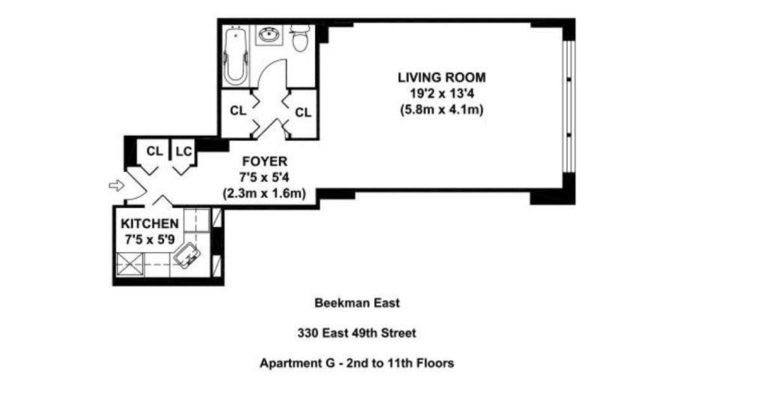 LIVING ROOM
19'2 x 13'4
(5.8m x 4.1m)
CL
CL
CL
LC
FOYER
7'5 x 5'4
(2.3m x 1.6m)
KITCHEN
7'5 x 5'9
Beekman East
330 East 49th Street
Apartment G - 2nd to 11th Floors